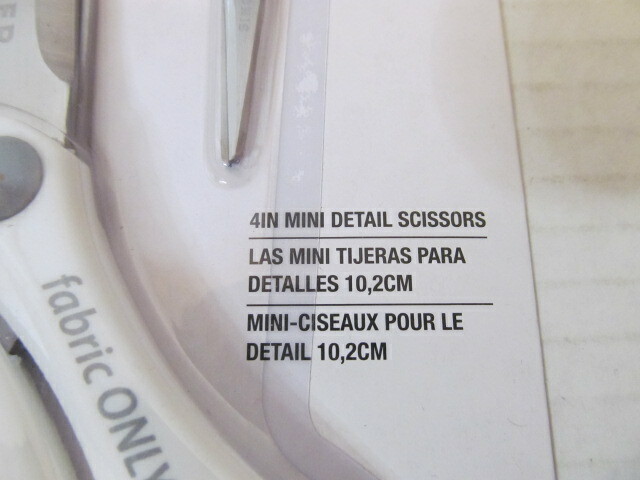 4IN MINI DETAIL SCISSORS
LAS MINI TIJERAS PARA
DETALLES 10,2CM
MINI-CISEAUX POUR LE
DETAIL 10,2CM
fabric ONLY